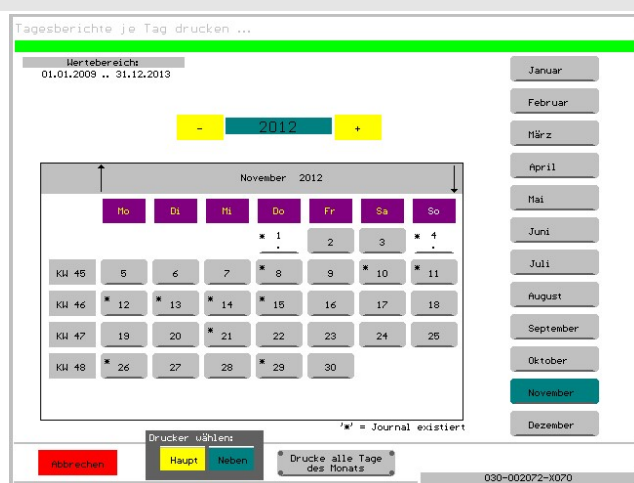 Tagesberichte je Tag drucken ...
Wertebereich:
01.01.2009 .. 31.12.2013
- 2012 +
November 2012
Mo Di Mi Do Fr Sa So
* 1 . 2 3 * 4 .
KW 45 5 6 7 * 8 9 * 10 * 11
KW 46 * 12 * 13 * 14 * 15 16 17 18
KW 47 19 20 * 21 22 23 24 25
KW 48 * 26 27 28 * 29 30
'*' = Journal existiert
Januar
Februar
März
April
Mai
Juni
Juli
August
September
Oktober
November
Dezember
Abbrechen
Drucker wählen:
Haupt Neben
Drucke alle Tage
des Monats
030-002072-X070